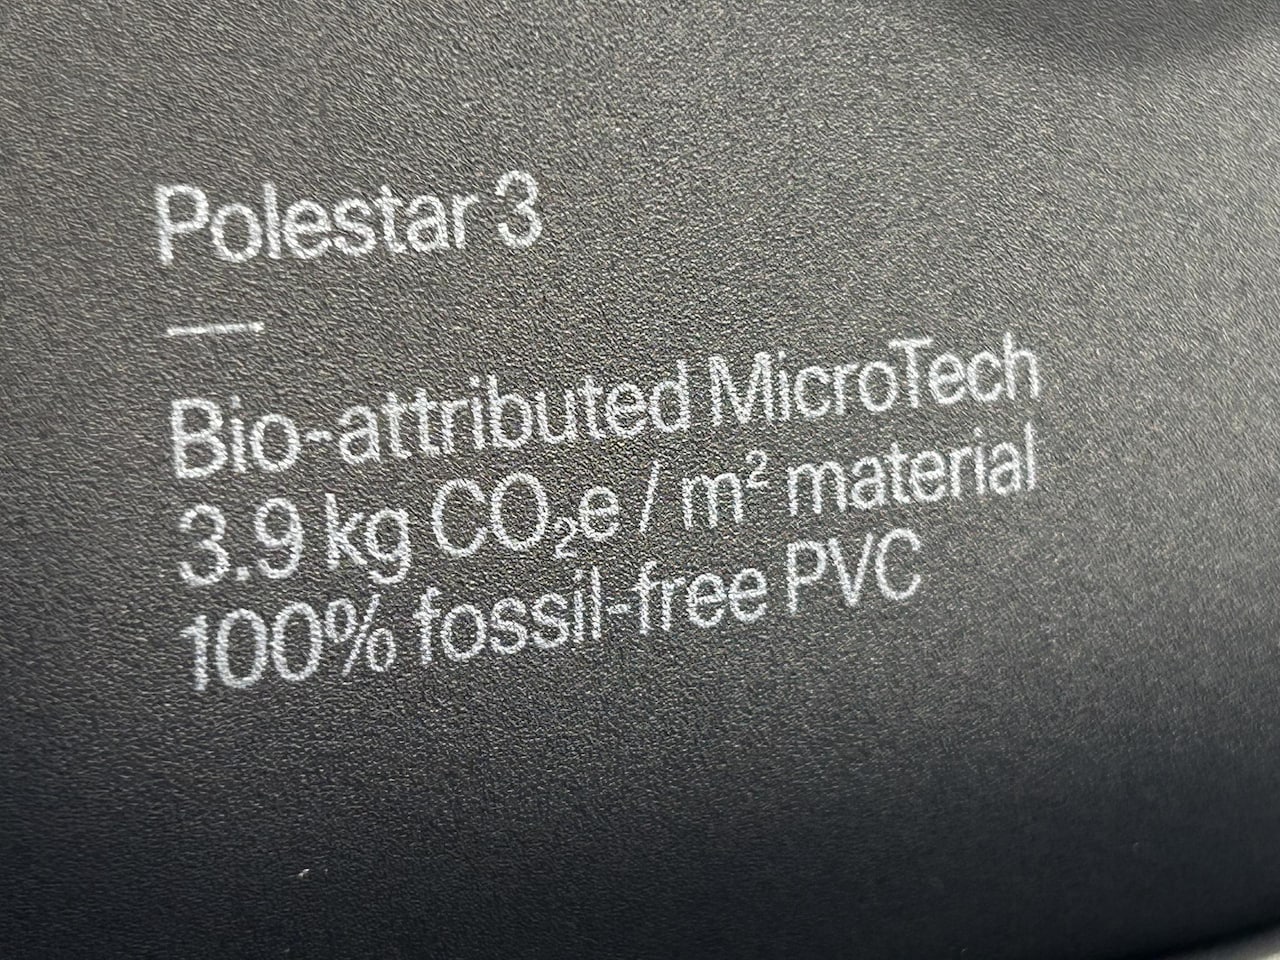 Polestar 3
Bio-attributed MicroTech
3.9 kg CO₂e / m² material
100% fossil-free PVC